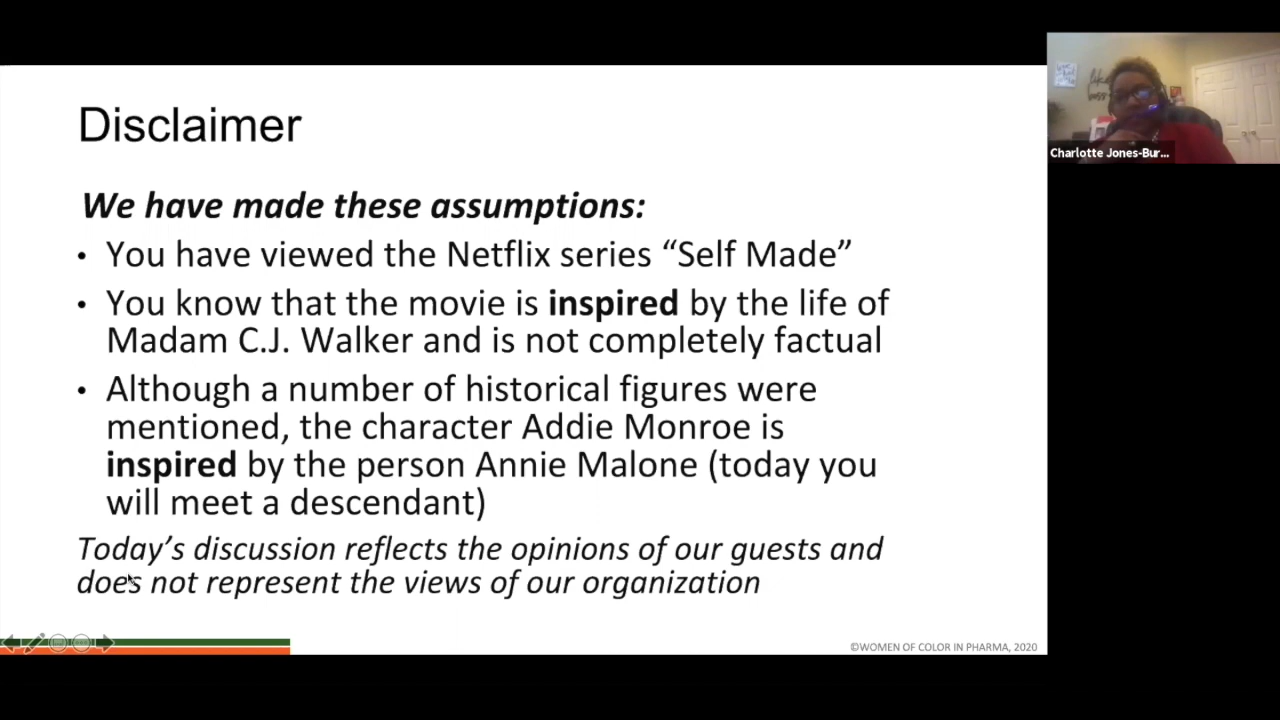 Disclaimer
We have made these assumptions:
• You have viewed the Netflix series “Self Made”
• You know that the movie is inspired by the life of
Madam C.J. Walker and is not completely factual
• Although a number of historical figures were
mentioned, the character Addie Monroe is
inspired by the person Annie Malone (today you
will meet a descendant)
Today’s discussion reflects the opinions of our guests and
does not represent the views of our organization
©WOMEN OF COLOR IN PHARMA, 2020
like
Charlotte Jones-Bur...